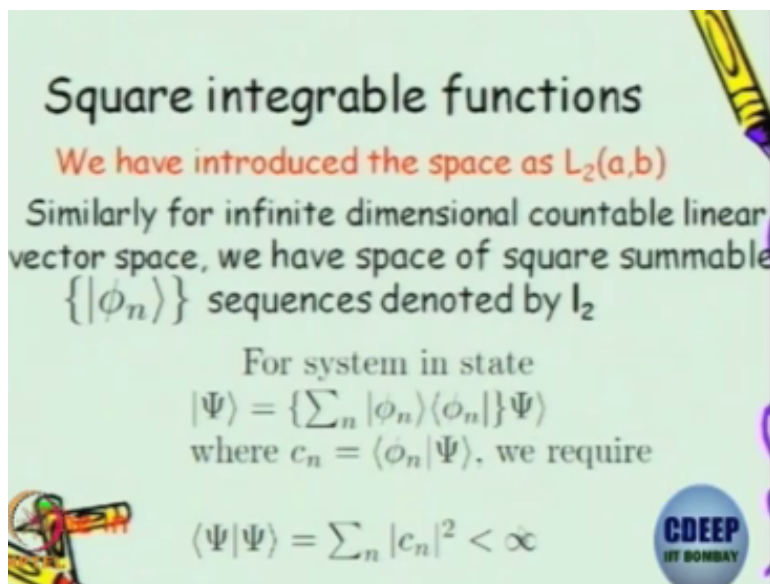 Square integrable functions
We have introduced the space as L₂(a,b)
Similarly for infinite dimensional countable linear
vector space, we have space of square summable
{|ϕₙ⟩} sequences denoted by l₂
For system in state
|Ψ⟩ = {∑ₙ |ϕₙ⟩⟨ϕₙ|}Ψ⟩
where cₙ = ⟨ϕₙ|Ψ⟩, we require
⟨Ψ|Ψ⟩ = ∑ₙ |cₙ|² < ∞
CDEEP
IIT BOMBAY